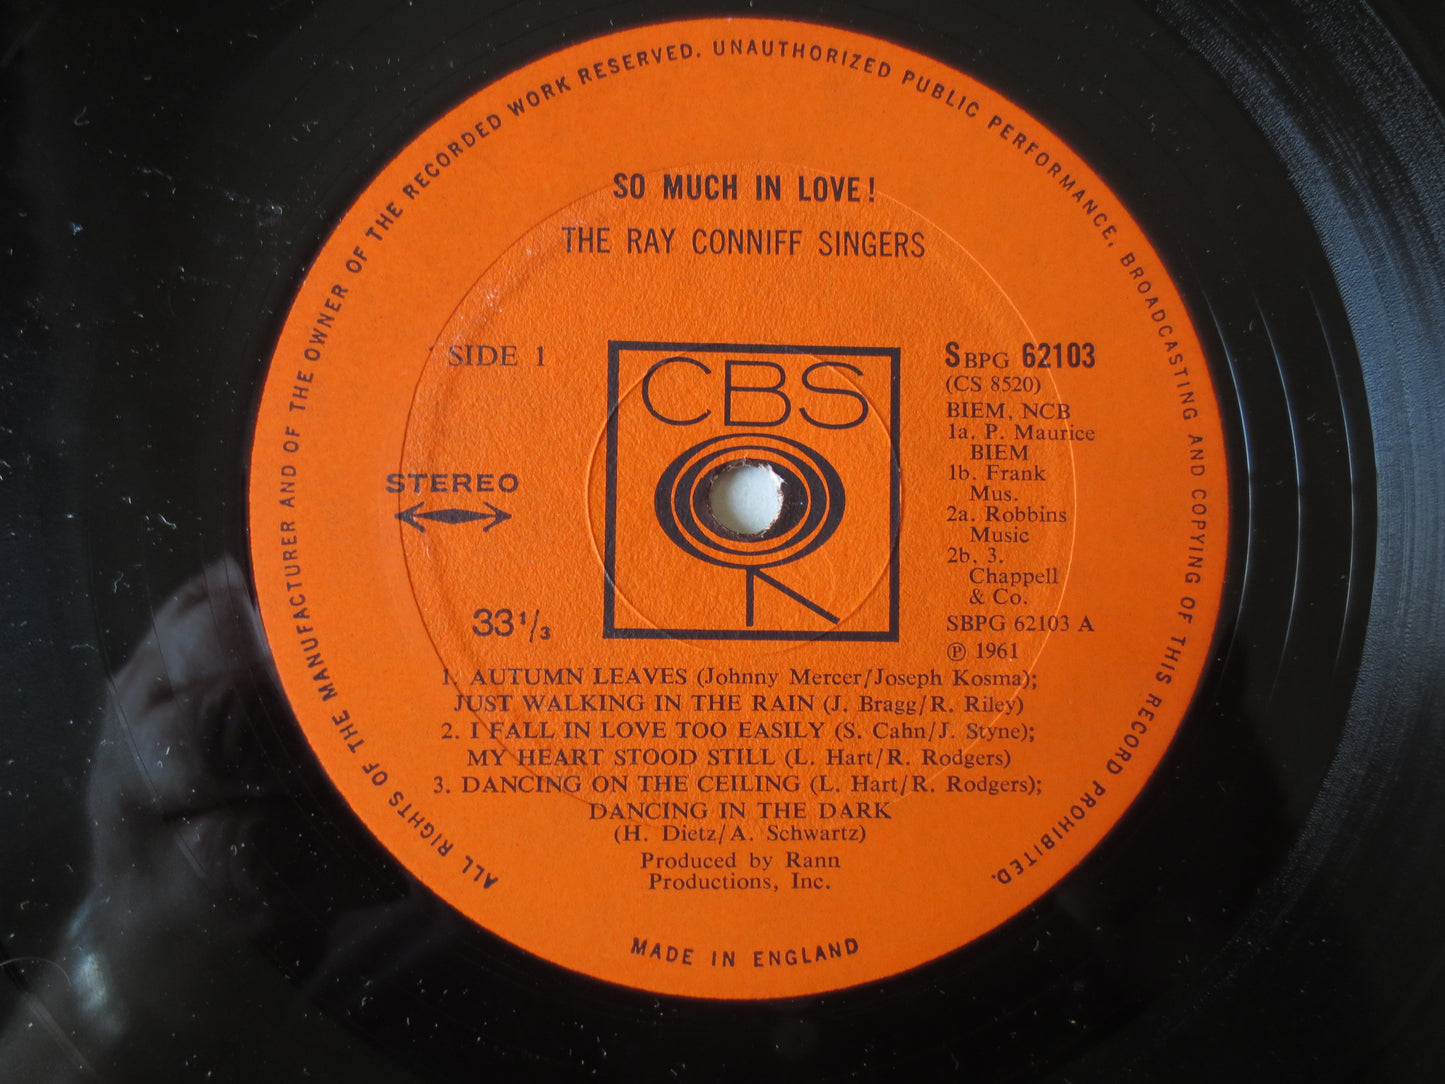 ALL RIGHTS OF THE MANUFACTURER AND OF THE OWNER OF THE RECORDED WORK RESERVED. UNAUTHORIZED PUBLIC PERFORMANCE, BROADCASTING AND COPYING OF THIS RECORD PROHIBITED.
SO MUCH IN LOVE!
THE RAY CONNIFF SINGERS
SIDE 1
STEREO
33 1/3
CBS
SBPG 62103
(CS 8520)
BIEM, NCB
1a. P. Maurice
BIEM
1b. Frank
Mus.
2a. Robbins
Music
2b, 3.
Chappell
& Co.
SBPG 62103 A
℗ 1961
1. AUTUMN LEAVES (Johnny Mercer/Joseph Kosma);
JUST WALKING IN THE RAIN (J. Bragg/R. Riley)
2. I FALL IN LOVE TOO EASILY (S. Cahn/J. Styne);
MY HEART STOOD STILL (L. Hart/R. Rodgers)
3. DANCING ON THE CEILING (L. Hart/R. Rodgers);
DANCING IN THE DARK
(H. Dietz/A. Schwartz)
Produced by Rann
Productions, Inc.
MADE IN ENGLAND